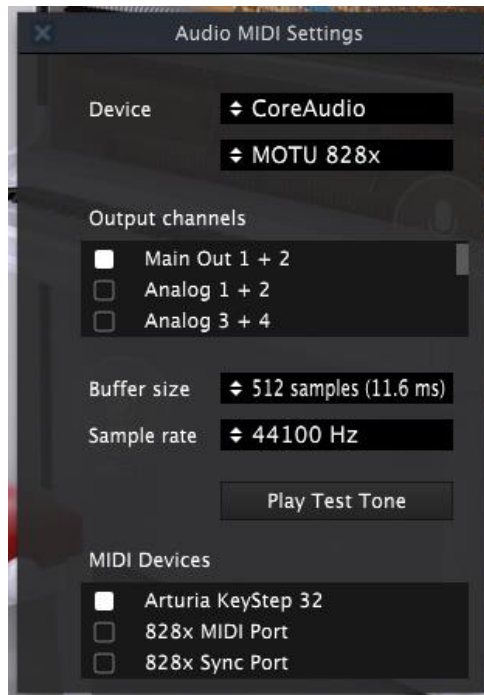 Audio MIDI Settings
Device CoreAudio
MOTU 828x
Output channels
Main Out 1 + 2
Analog 1 + 2
Analog 3 + 4
Buffer size 512 samples (11.6 ms)
Sample rate 44100 Hz
Play Test Tone
MIDI Devices
Arturia KeyStep 32
828x MIDI Port
828x Sync Port